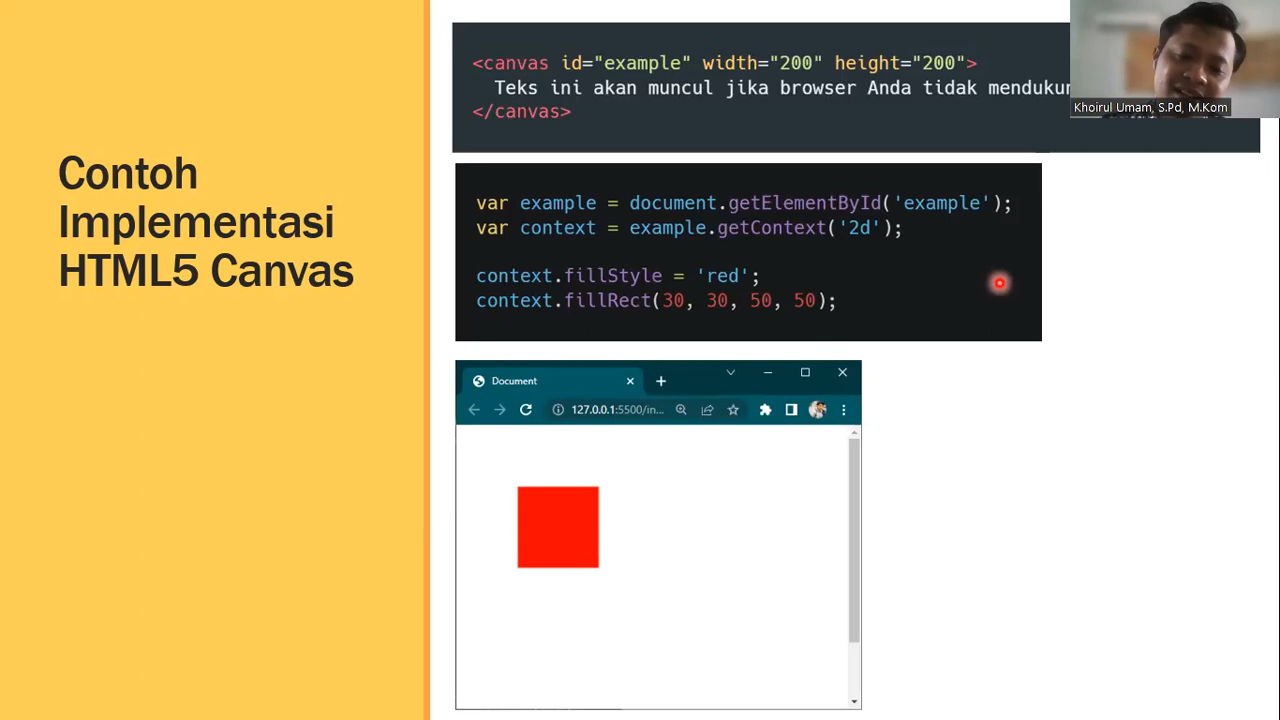 Contoh
Implementasi
HTML5 Canvas
<canvas id="example" width="200" height="200">
Teks ini akan muncul jika browser Anda tidak
</canvas>
Khoirul Umam, S.Pd, M.Kom
var example = document.getElementById('example');
var context = example.getContext('2d');
context.fillStyle = 'red';
context.fillRect(30, 30, 50, 50);
Document
127.0.0.1:5500/in...